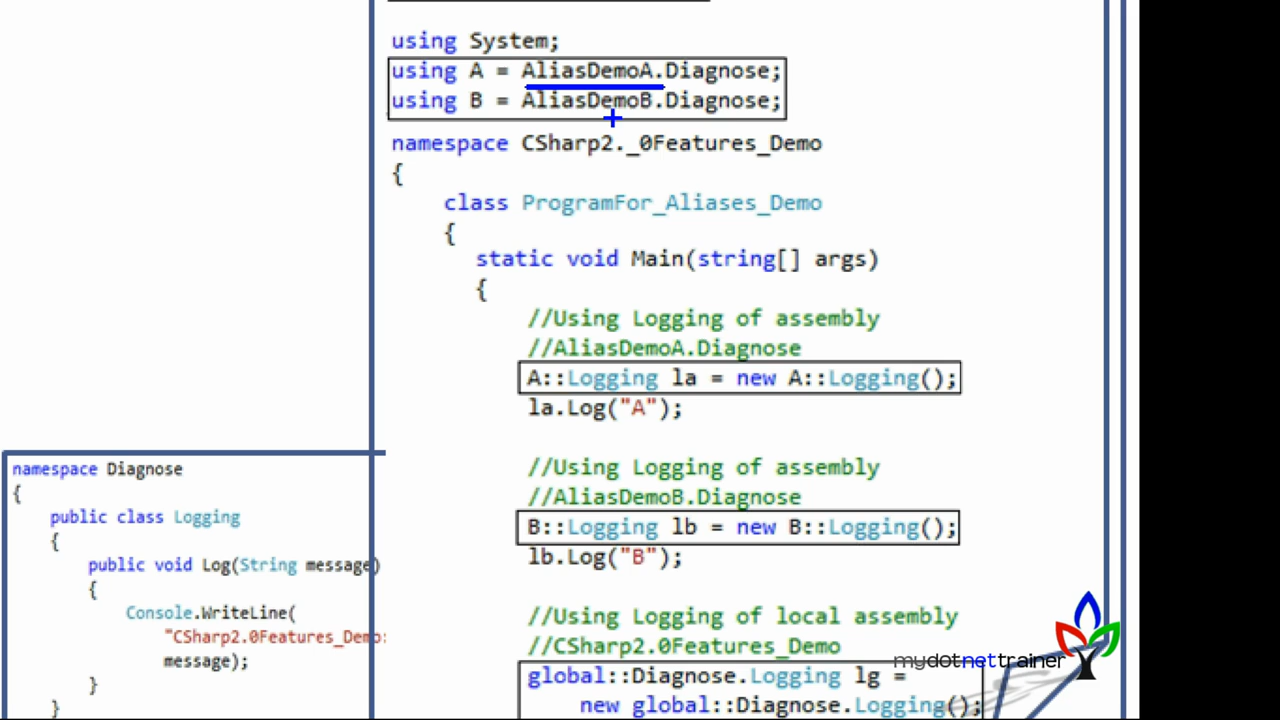 using System;
using A = AliasDemoA.Diagnose;
using B = AliasDemoB.Diagnose;
namespace CSharp2._0Features_Demo
{
class ProgramFor_Aliases_Demo
{
static void Main(string[] args)
{
//Using Logging of assembly
//AliasDemoA.Diagnose
A::Logging la = new A::Logging();
la.Log("A");
//Using Logging of assembly
//AliasDemoB.Diagnose
B::Logging lb = new B::Logging();
lb.Log("B");
//Using Logging of local assembly
//CSharp2.0Features_Demo
global::Diagnose.Logging lg =
new global::Diagnose.Logging();
namespace Diagnose
{
public class Logging
{
public void Log(String message)
{
Console.WriteLine(
"CSharp2.0Features_Demo:
message);
}
}
mydotnettrainer